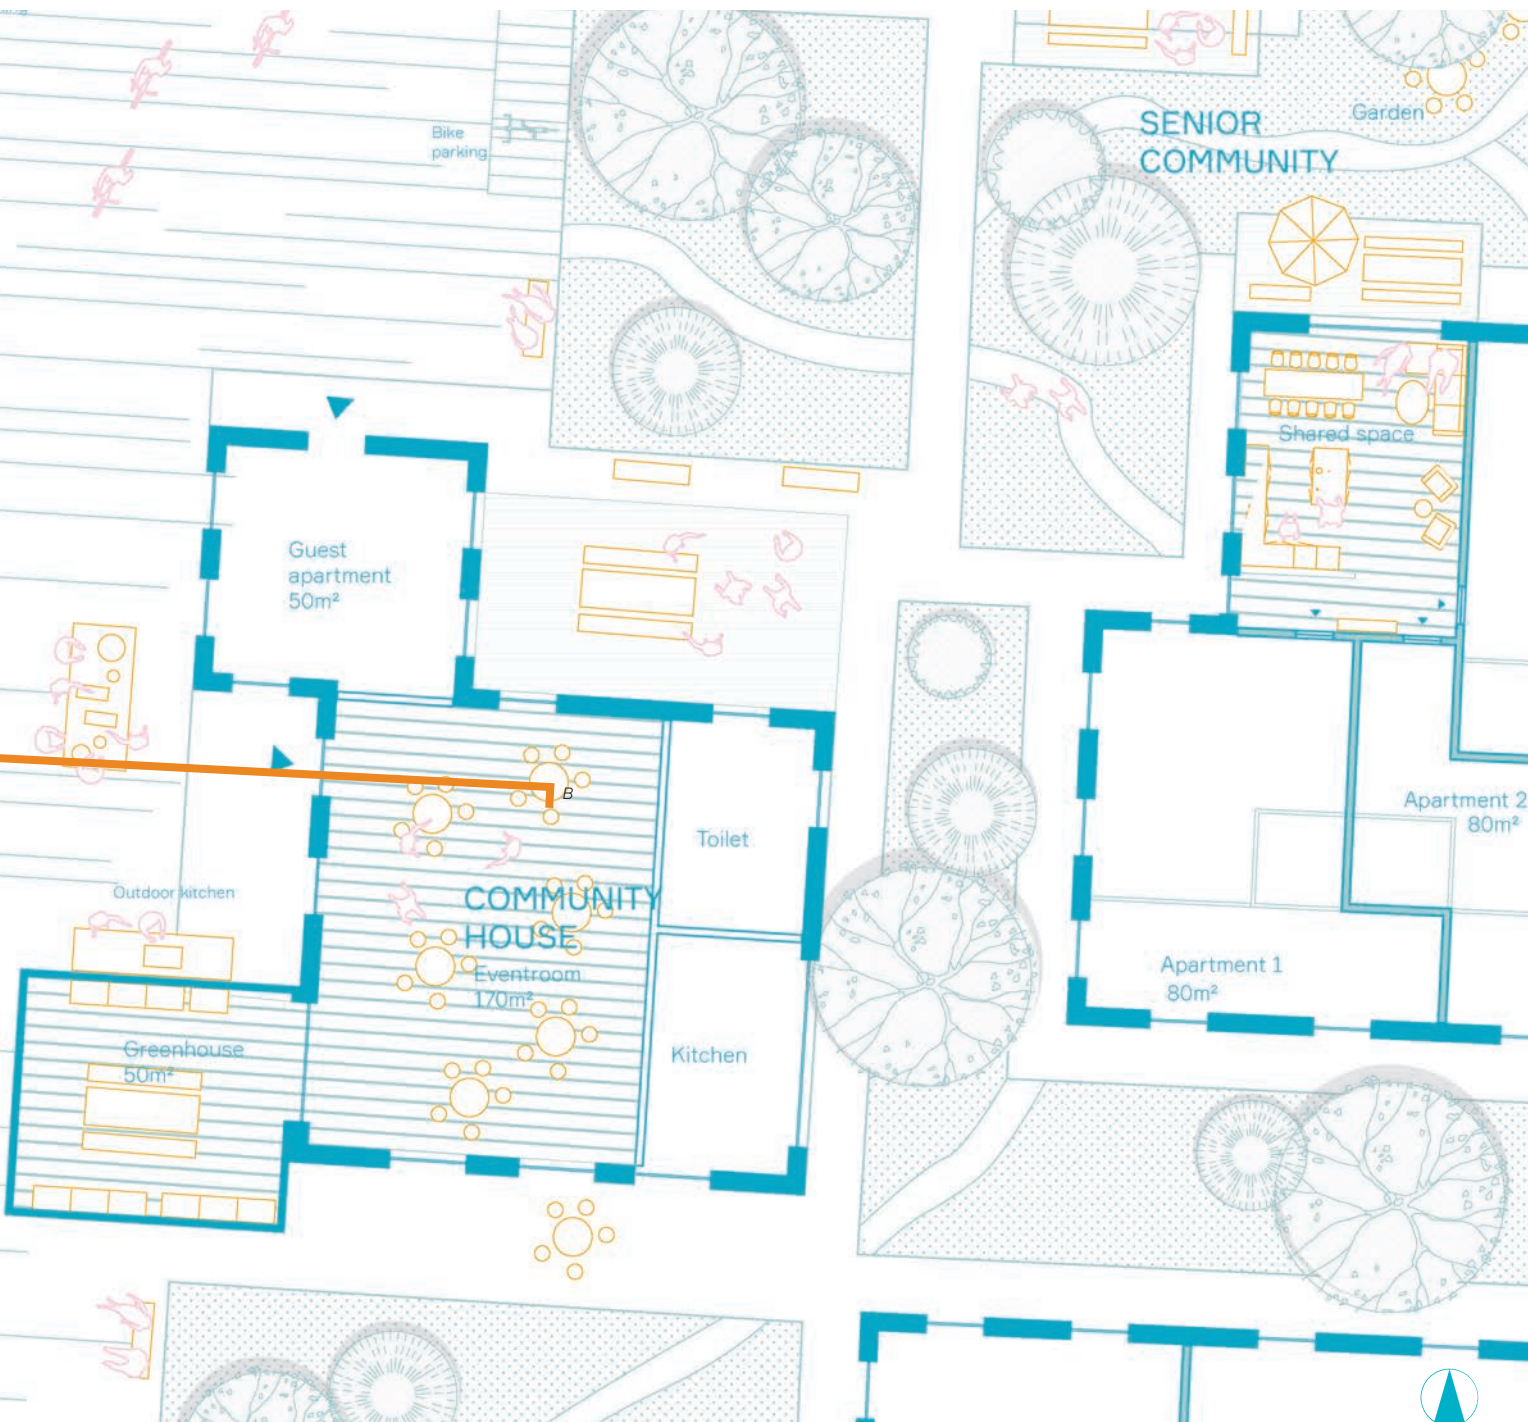 Bike
parking
SENIOR
COMMUNITY
Garden
Shared space
Guest
apartment
50m²
B
Toilet
Apartment 2
80m²
Outdoor kitchen
COMMUNITY
HOUSE
Eventroom
170m²
Apartment 1
80m²
Greenhouse
50m²
Kitchen